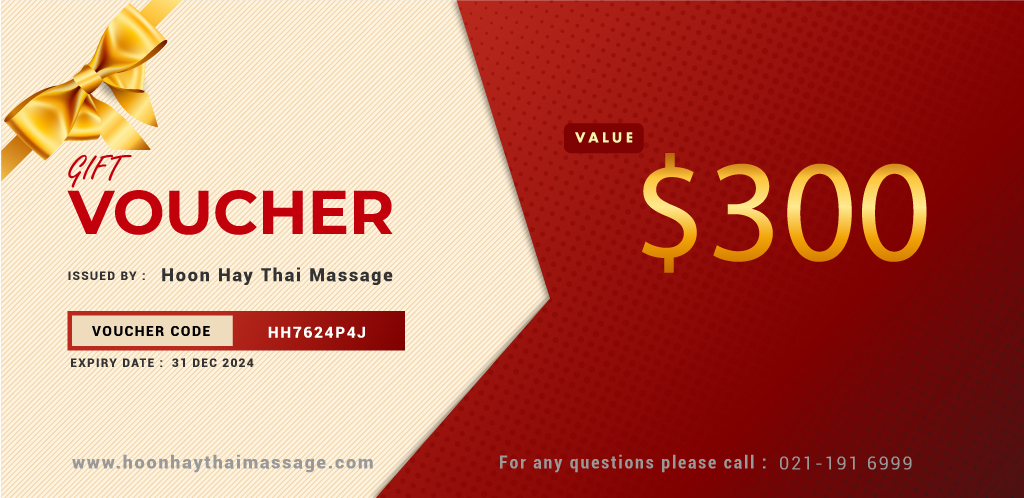 GIFT
VOUCHER
ISSUED BY : Hoon Hay Thai Massage
VOUCHER CODE HH7624P4J
EXPIRY DATE : 31 DEC 2024
www.hoonhaythaimassage.com
VALUE
$300
For any questions please call : 021-191 6999